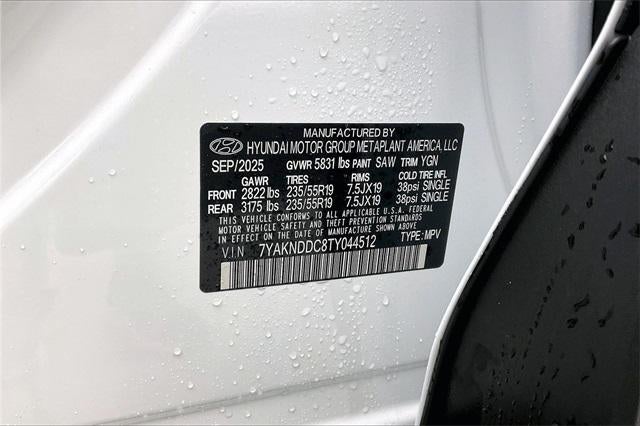 MANUFACTURED BY
HYUNDAI MOTOR GROUP METAPLANT AMERICA, LLC
SEP/2025 GVWR 5831 lbs PAINT SAW TRIM YGN
GAWR TIRES RIMS COLD TIRE INFL
FRONT 2822 lbs 235/55R19 7.5JX19 38psi SINGLE
REAR 3175 lbs 235/55R19 7.5JX19 38psi SINGLE
THIS VEHICLE CONFORMS TO ALL APPLICABLE U.S.A. FEDERAL
MOTOR VEHICLE SAFETY AND THEFT PREVENTION STANDARDS
IN EFFECT ON THE DATE OF MANUFACTURE SHOWN ABOVE.
V.I.N 7YAKNDDC8TY044512 TYPE: MPV